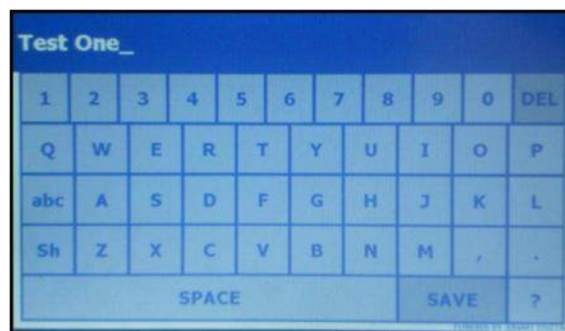 Test One_
1 2 3 4 5 6 7 8 9 0 DEL
Q W E R T Y U I O P
abc A S D F G H J K L
Sh Z X C V B N M , .
SPACE SAVE ?